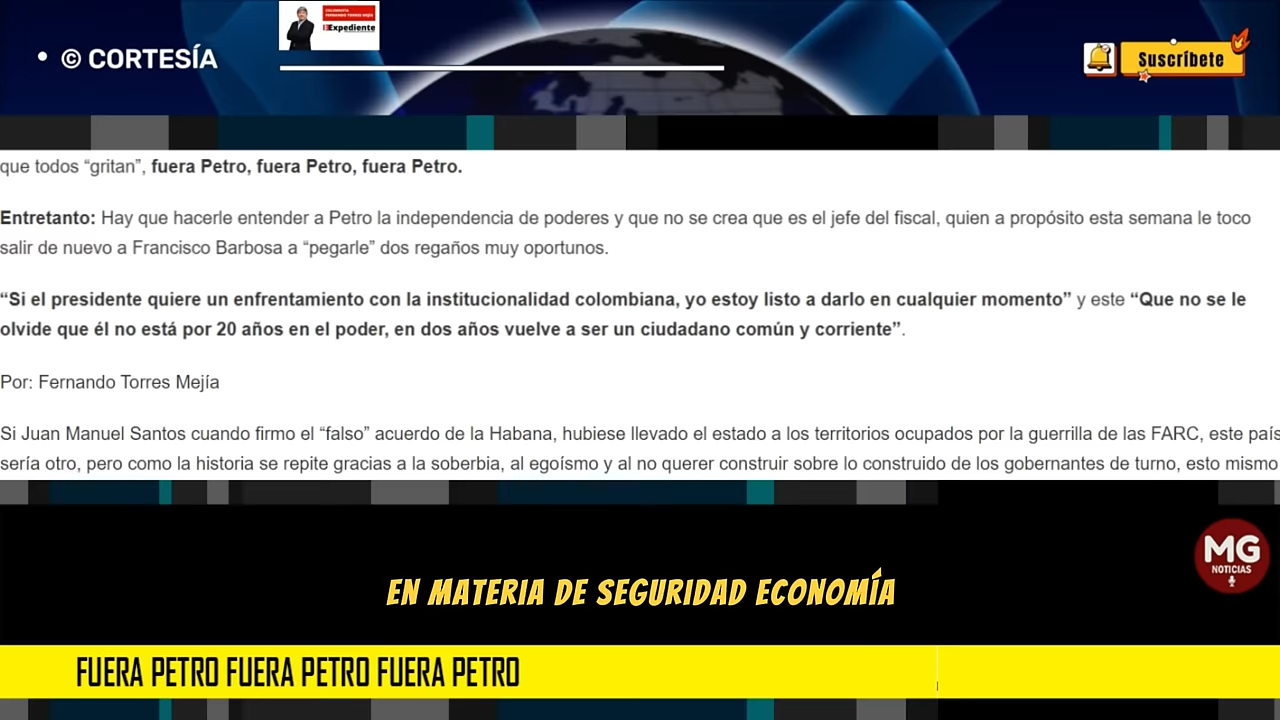 • © CORTESÍA
COLUMNISTA
FERNANDO TORRES MEJÍA
Expediente
Suscríbete
que todos “gritan”, fuera Petro, fuera Petro, fuera Petro.
Entretanto: Hay que hacerle entender a Petro la independencia de poderes y que no se crea que es el jefe del fiscal, quien a propósito esta semana le toco
salir de nuevo a Francisco Barbosa a “pegarle” dos regaños muy oportunos.
“Si el presidente quiere un enfrentamiento con la institucionalidad colombiana, yo estoy listo a darlo en cualquier momento” y este “Que no se le
olvide que él no está por 20 años en el poder, en dos años vuelve a ser un ciudadano común y corriente”.
Por: Fernando Torres Mejía
Si Juan Manuel Santos cuando firmo el “falso” acuerdo de la Habana, hubiese llevado el estado a los territorios ocupados por la guerrilla de las FARC, este país
sería otro, pero como la historia se repite gracias a la soberbia, al egoísmo y al no querer construir sobre lo construido de los gobernantes de turno, esto mismo
MG
NOTICIAS
EN MATERIA DE SEGURIDAD ECONOMÍA
FUERA PETRO FUERA PETRO FUERA PETRO